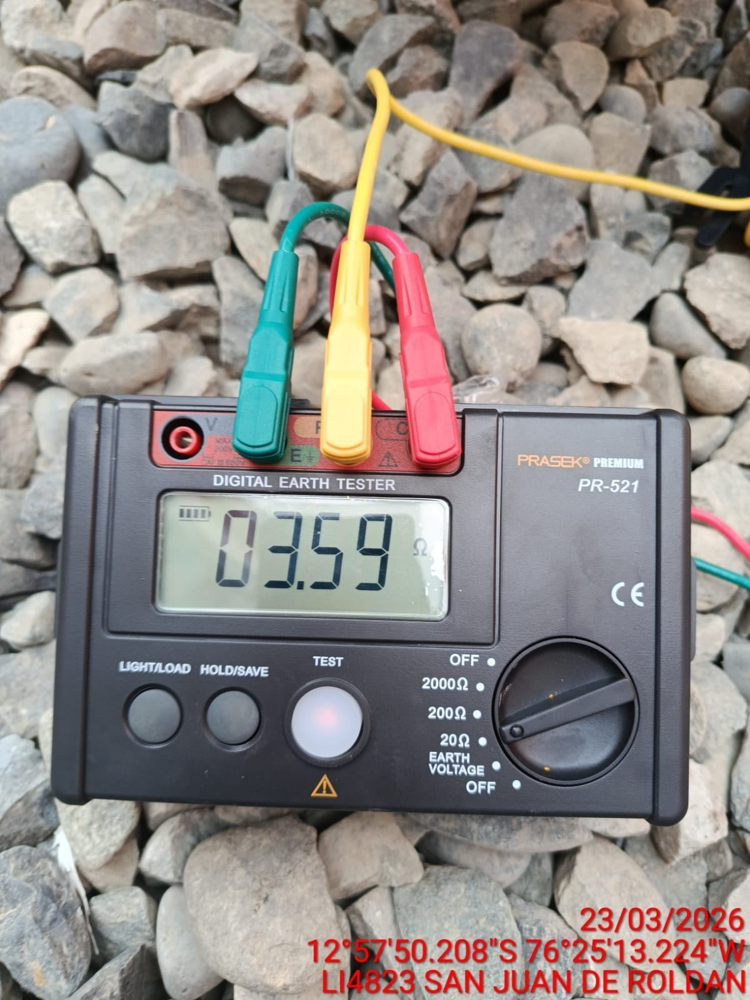 V P C
MAX
200V
E
DIGITAL EARTH TESTER
PRASEK® PREMIUM
PR-521
03.59 Ω
CE
LIGHT/LOAD HOLD/SAVE TEST
OFF
2000Ω
200Ω
20Ω
EARTH
VOLTAGE
OFF
23/03/2026
12°57'50.208"S 76°25'13.224"W
LI4823 SAN JUAN DE ROLDAN